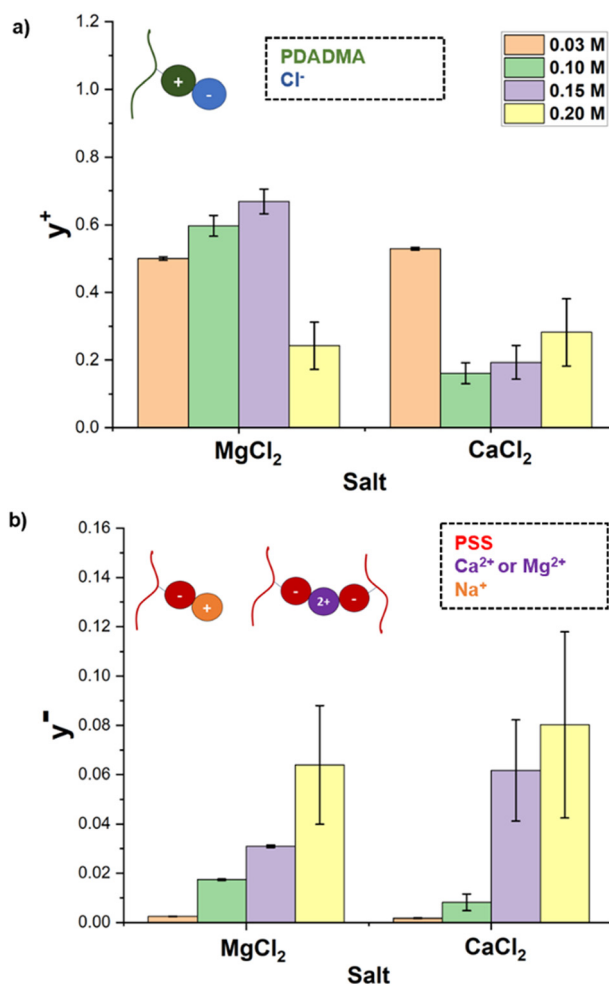 a)
1.2
1.0
0.8
0.6
0.4
0.2
0.0
y⁺
+
-
PDADMA
Cl⁻
0.03 M
0.10 M
0.15 M
0.20 M
MgCl₂
CaCl₂
Salt
b)
0.16
0.14
0.12
0.10
0.08
0.06
0.04
0.02
0.00
y⁻
-
+
-
2+
-
PSS
Ca²⁺ or Mg²⁺
Na⁺
MgCl₂
CaCl₂
Salt